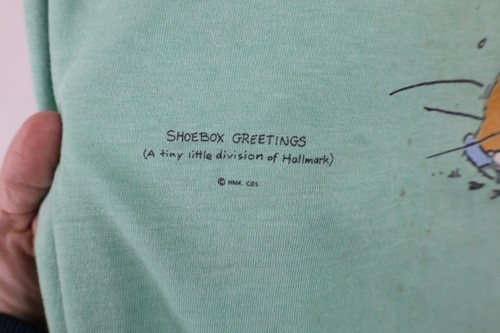 SHOEBOX GREETINGS
(A tiny little division of Hallmark)
© HMK. CDS.